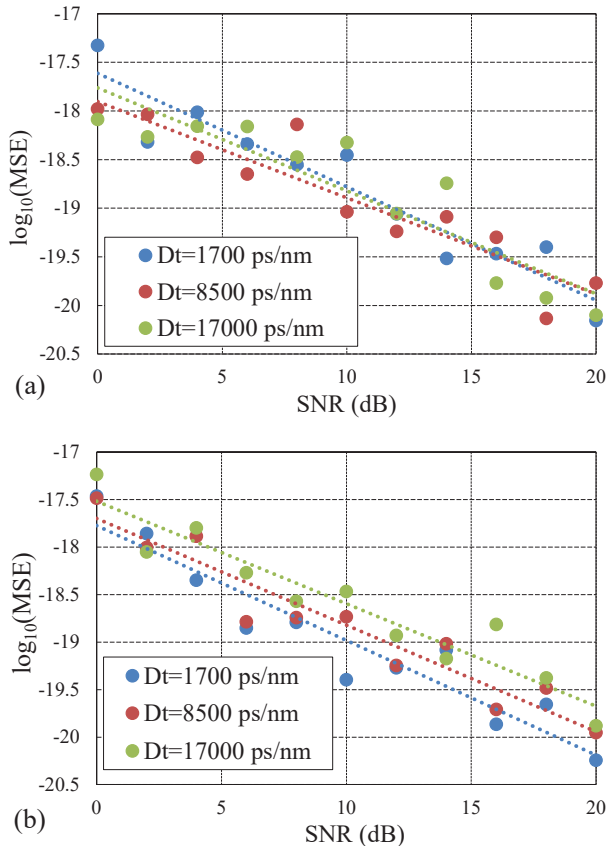 -17
-17.5
-18
-18.5
-19
-19.5
-20
-20.5
log10(MSE)
Dt=1700 ps/nm
Dt=8500 ps/nm
Dt=17000 ps/nm
0
5
10
15
20
(a)
SNR (dB)
-17
-17.5
-18
-18.5
-19
-19.5
-20
-20.5
log10(MSE)
Dt=1700 ps/nm
Dt=8500 ps/nm
Dt=17000 ps/nm
0
6
10
15
20
(b)
SNR (dB)